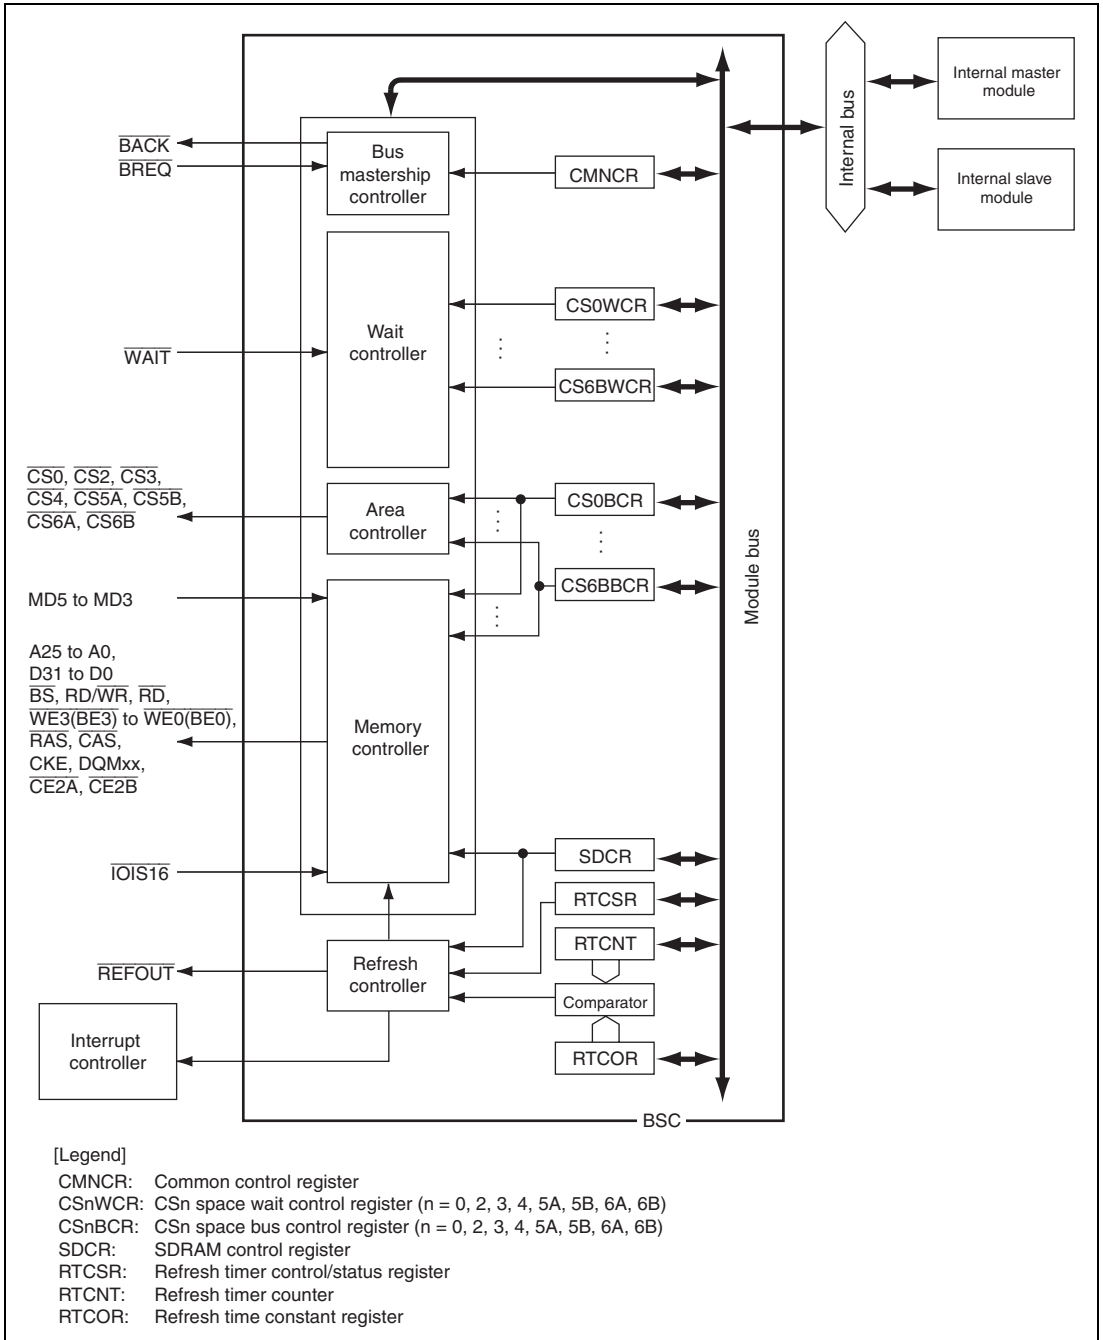 BACK
BREQ
Bus
mastership
controller
CMNCR
Internal bus
Internal master
module
Internal slave
module
WAIT
Wait
controller
CS0WCR
CS6BWCR
CS0, CS2, CS3,
CS4, CS5A, CS5B,
CS6A, CS6B
Area
controller
CS0BCR
CS6BBCR
Module bus
MD5 to MD3
A25 to A0,
D31 to D0
BS, RD/WR, RD,
WE3(BE3) to WE0(BE0),
RAS, CAS,
CKE, DQMxx,
CE2A, CE2B
Memory
controller
IOIS16
SDCR
RTCSR
RTCNT
Comparator
RTCOR
REFOUT
Refresh
controller
Interrupt
controller
BSC
[Legend]
CMNCR: Common control register
CSnWCR: CSn space wait control register (n = 0, 2, 3, 4, 5A, 5B, 6A, 6B)
CSnBCR: CSn space bus control register (n = 0, 2, 3, 4, 5A, 5B, 6A, 6B)
SDCR: SDRAM control register
RTCSR: Refresh timer control/status register
RTCNT: Refresh timer counter
RTCOR: Refresh time constant register